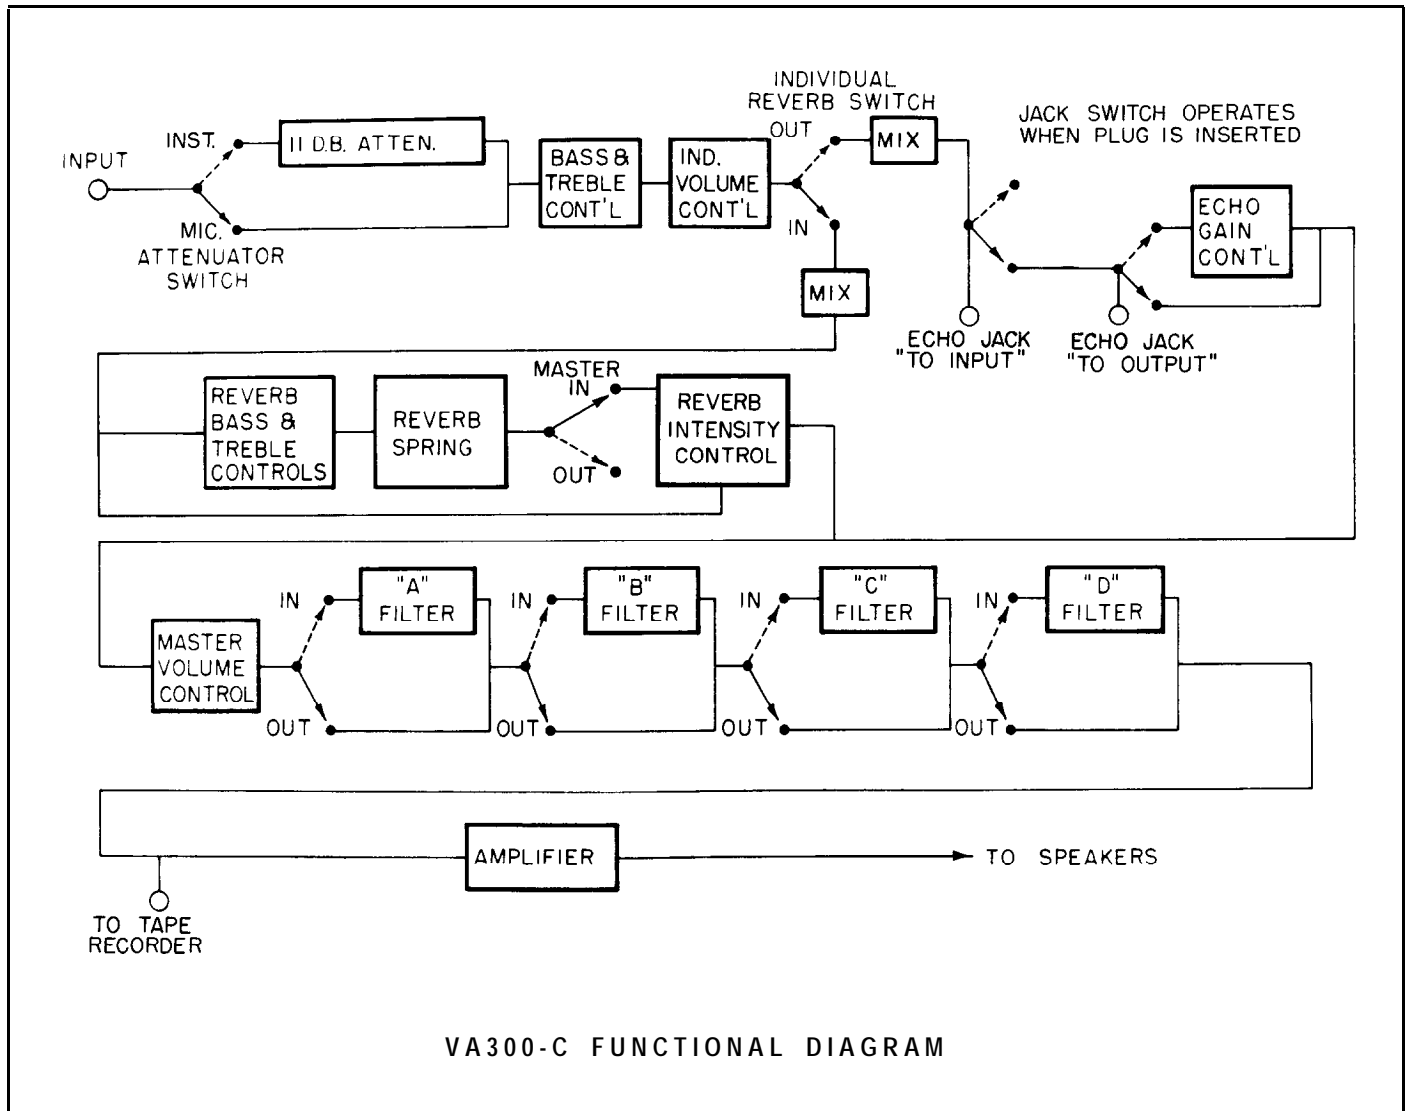 INDIVIDUAL
REVERB SWITCH
JACK SWITCH OPERATES
WHEN PLUG IS INSERTED
INPUT
INST.
11 D.B. ATTEN.
MIC.
ATTENUATOR
SWITCH
BASS &
TREBLE
CONT'L
IND.
VOLUME
CONT'L
OUT
IN
MIX
MIX
ECHO
GAIN
CONT'L
ECHO JACK
"TO INPUT"
ECHO JACK
"TO OUTPUT"
REVERB
BASS &
TREBLE
CONTROLS
REVERB
SPRING
MASTER
IN
OUT
REVERB
INTENSITY
CONTROL
MASTER
VOLUME
CONTROL
IN
OUT
"A"
FILTER
IN
OUT
"B"
FILTER
IN
OUT
"C"
FILTER
IN
OUT
"D"
FILTER
AMPLIFIER
TO SPEAKERS
TO TAPE
RECORDER
VA300-C FUNCTIONAL DIAGRAM